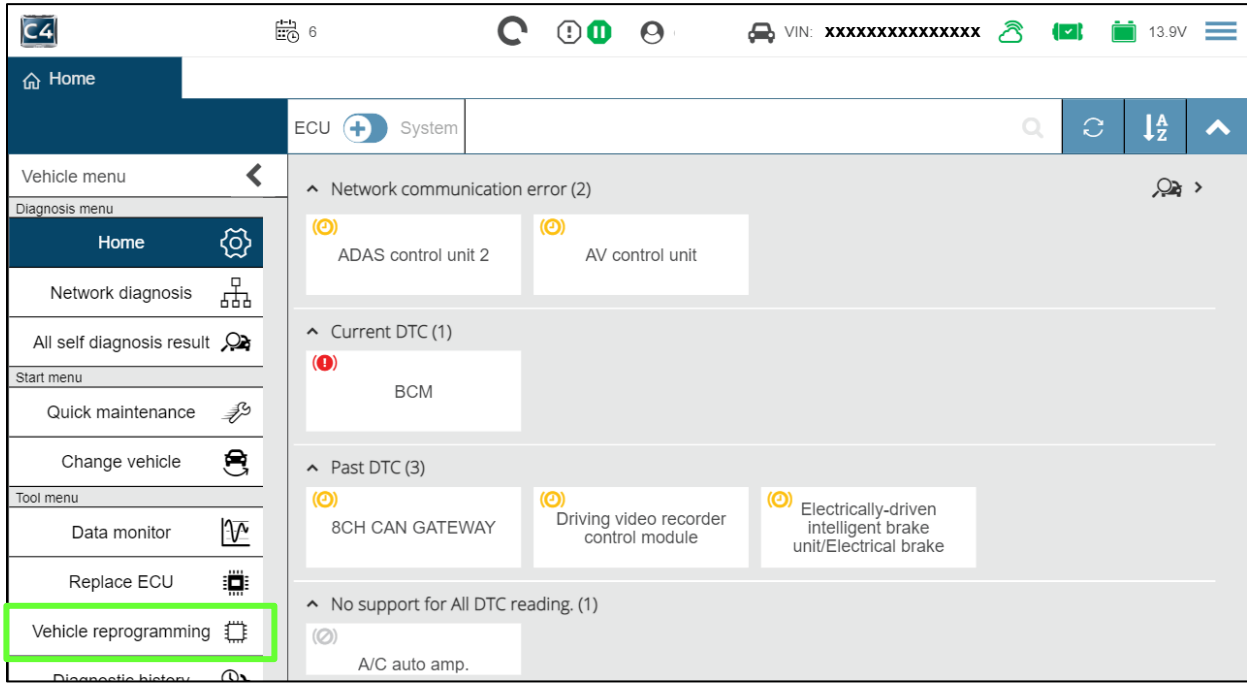 C4
6
VIN: XXXXXXXXXXXXXXX
13.9V
Home
ECU
System
A
Z
Vehicle menu
Diagnosis menu
Home
Network diagnosis
All self diagnosis result
Start menu
Quick maintenance
Change vehicle
Tool menu
Data monitor
Replace ECU
Vehicle reprogramming
Diagnostic history
Network communication error (2)
ADAS control unit 2
AV control unit
Current DTC (1)
BCM
Past DTC (3)
8CH CAN GATEWAY
Driving video recorder
control module
Electrically-driven
intelligent brake
unit/Electrical brake
No support for All DTC reading. (1)
A/C auto amp.